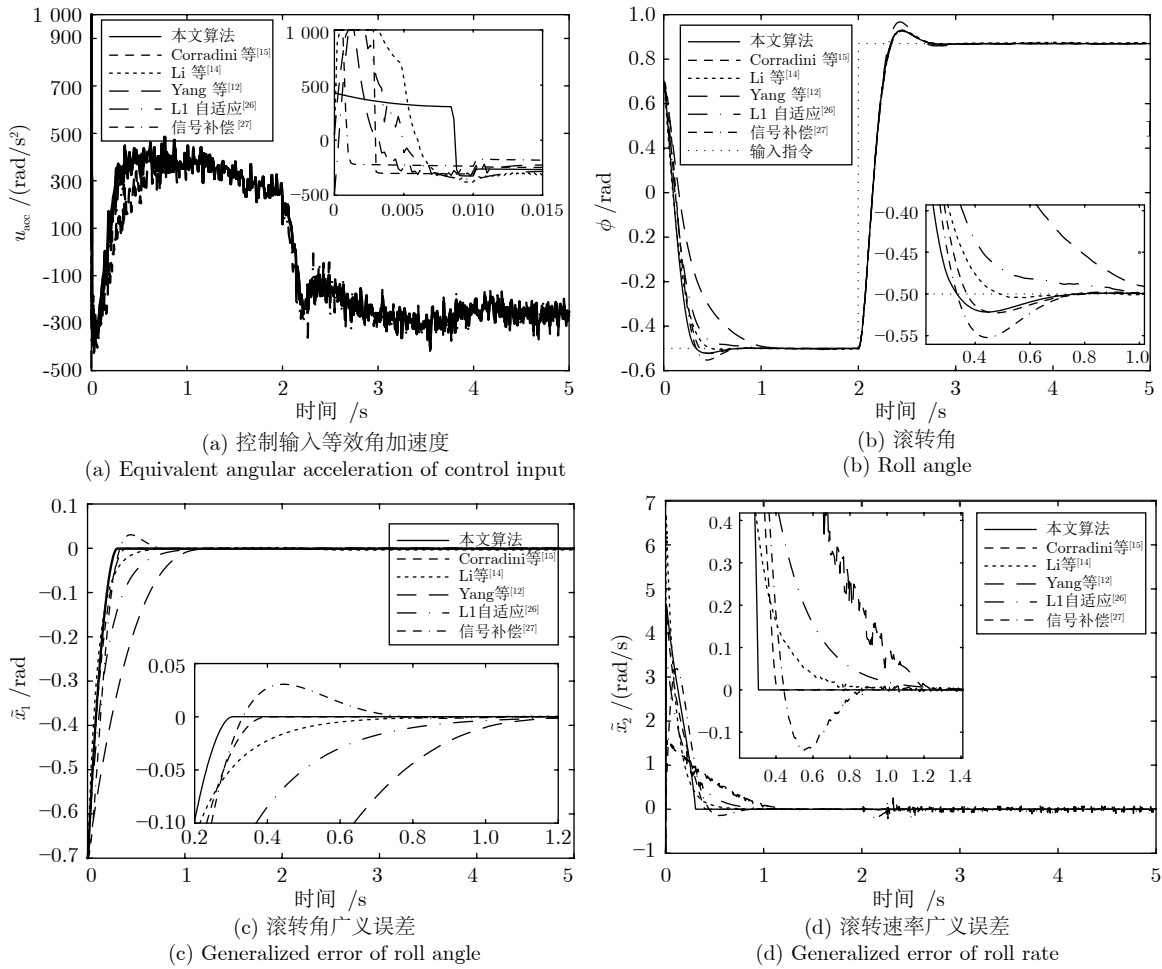 1 000
900
700
500
300
100
-100
-300
-500
0
1
2
3
4
5
u_acc /(rad/s²)
时间 /s
本文算法
Corradini 等[15]
Li 等[14]
Yang 等[12]
L1 自适应[26]
信号补偿[27]
1 000
500
0
−500
0
0.005
0.010
0.015
(a) 控制输入等效角加速度
(a) Equivalent angular acceleration of control input
1.0
0.8
0.6
0.4
0.2
0
−0.2
-0.4
-0.6
0
1
2
3
4
5
ϕ /rad
时间 /s
本文算法
Corradini 等[15]
Li 等[14]
Yang 等[12]
L1 自适应[26]
信号补偿[27]
输入指令
−0.40
−0.45
−0.50
−0.55
0.4
0.6
0.8
1.0
(b) 滚转角
(b) Roll angle
0.1
0
−0.1
−0.2
−0.3
−0.4
−0.5
−0.6
−0.7
0
1
2
3
4
5
x̃₁ /rad
时间 /s
本文算法
Corradini等[15]
Li等[14]
Yang等[12]
L1自适应[26]
信号补偿[27]
0.05
0
−0.05
−0.10
0.2
0.4
0.6
0.8
1.0
1.2
(c) 滚转角广义误差
(c) Generalized error of roll angle
7
6
5
4
3
2
1
0
−1
0
1
2
3
4
5
x̃₂ /(rad/s)
时间 /s
本文算法
Corradini等[15]
Li等[14]
Yang等[12]
L1自适应[26]
信号补偿[27]
0.4
0.3
0.2
0.1
0
−0.1
0.4
0.6
0.8
1.0
1.2
1.4
(d) 滚转速率广义误差
(d) Generalized error of roll rate